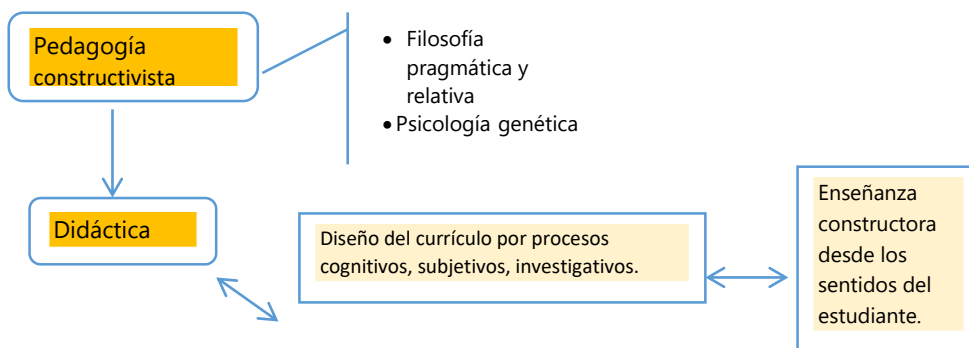 Pedagogía
constructivista
• Filosofía
pragmática y
relativa
• Psicología genética
Didáctica
Diseño del currículo por procesos
cognitivos, subjetivos, investigativos.
Enseñanza
constructora
desde los
sentidos del
estudiante.